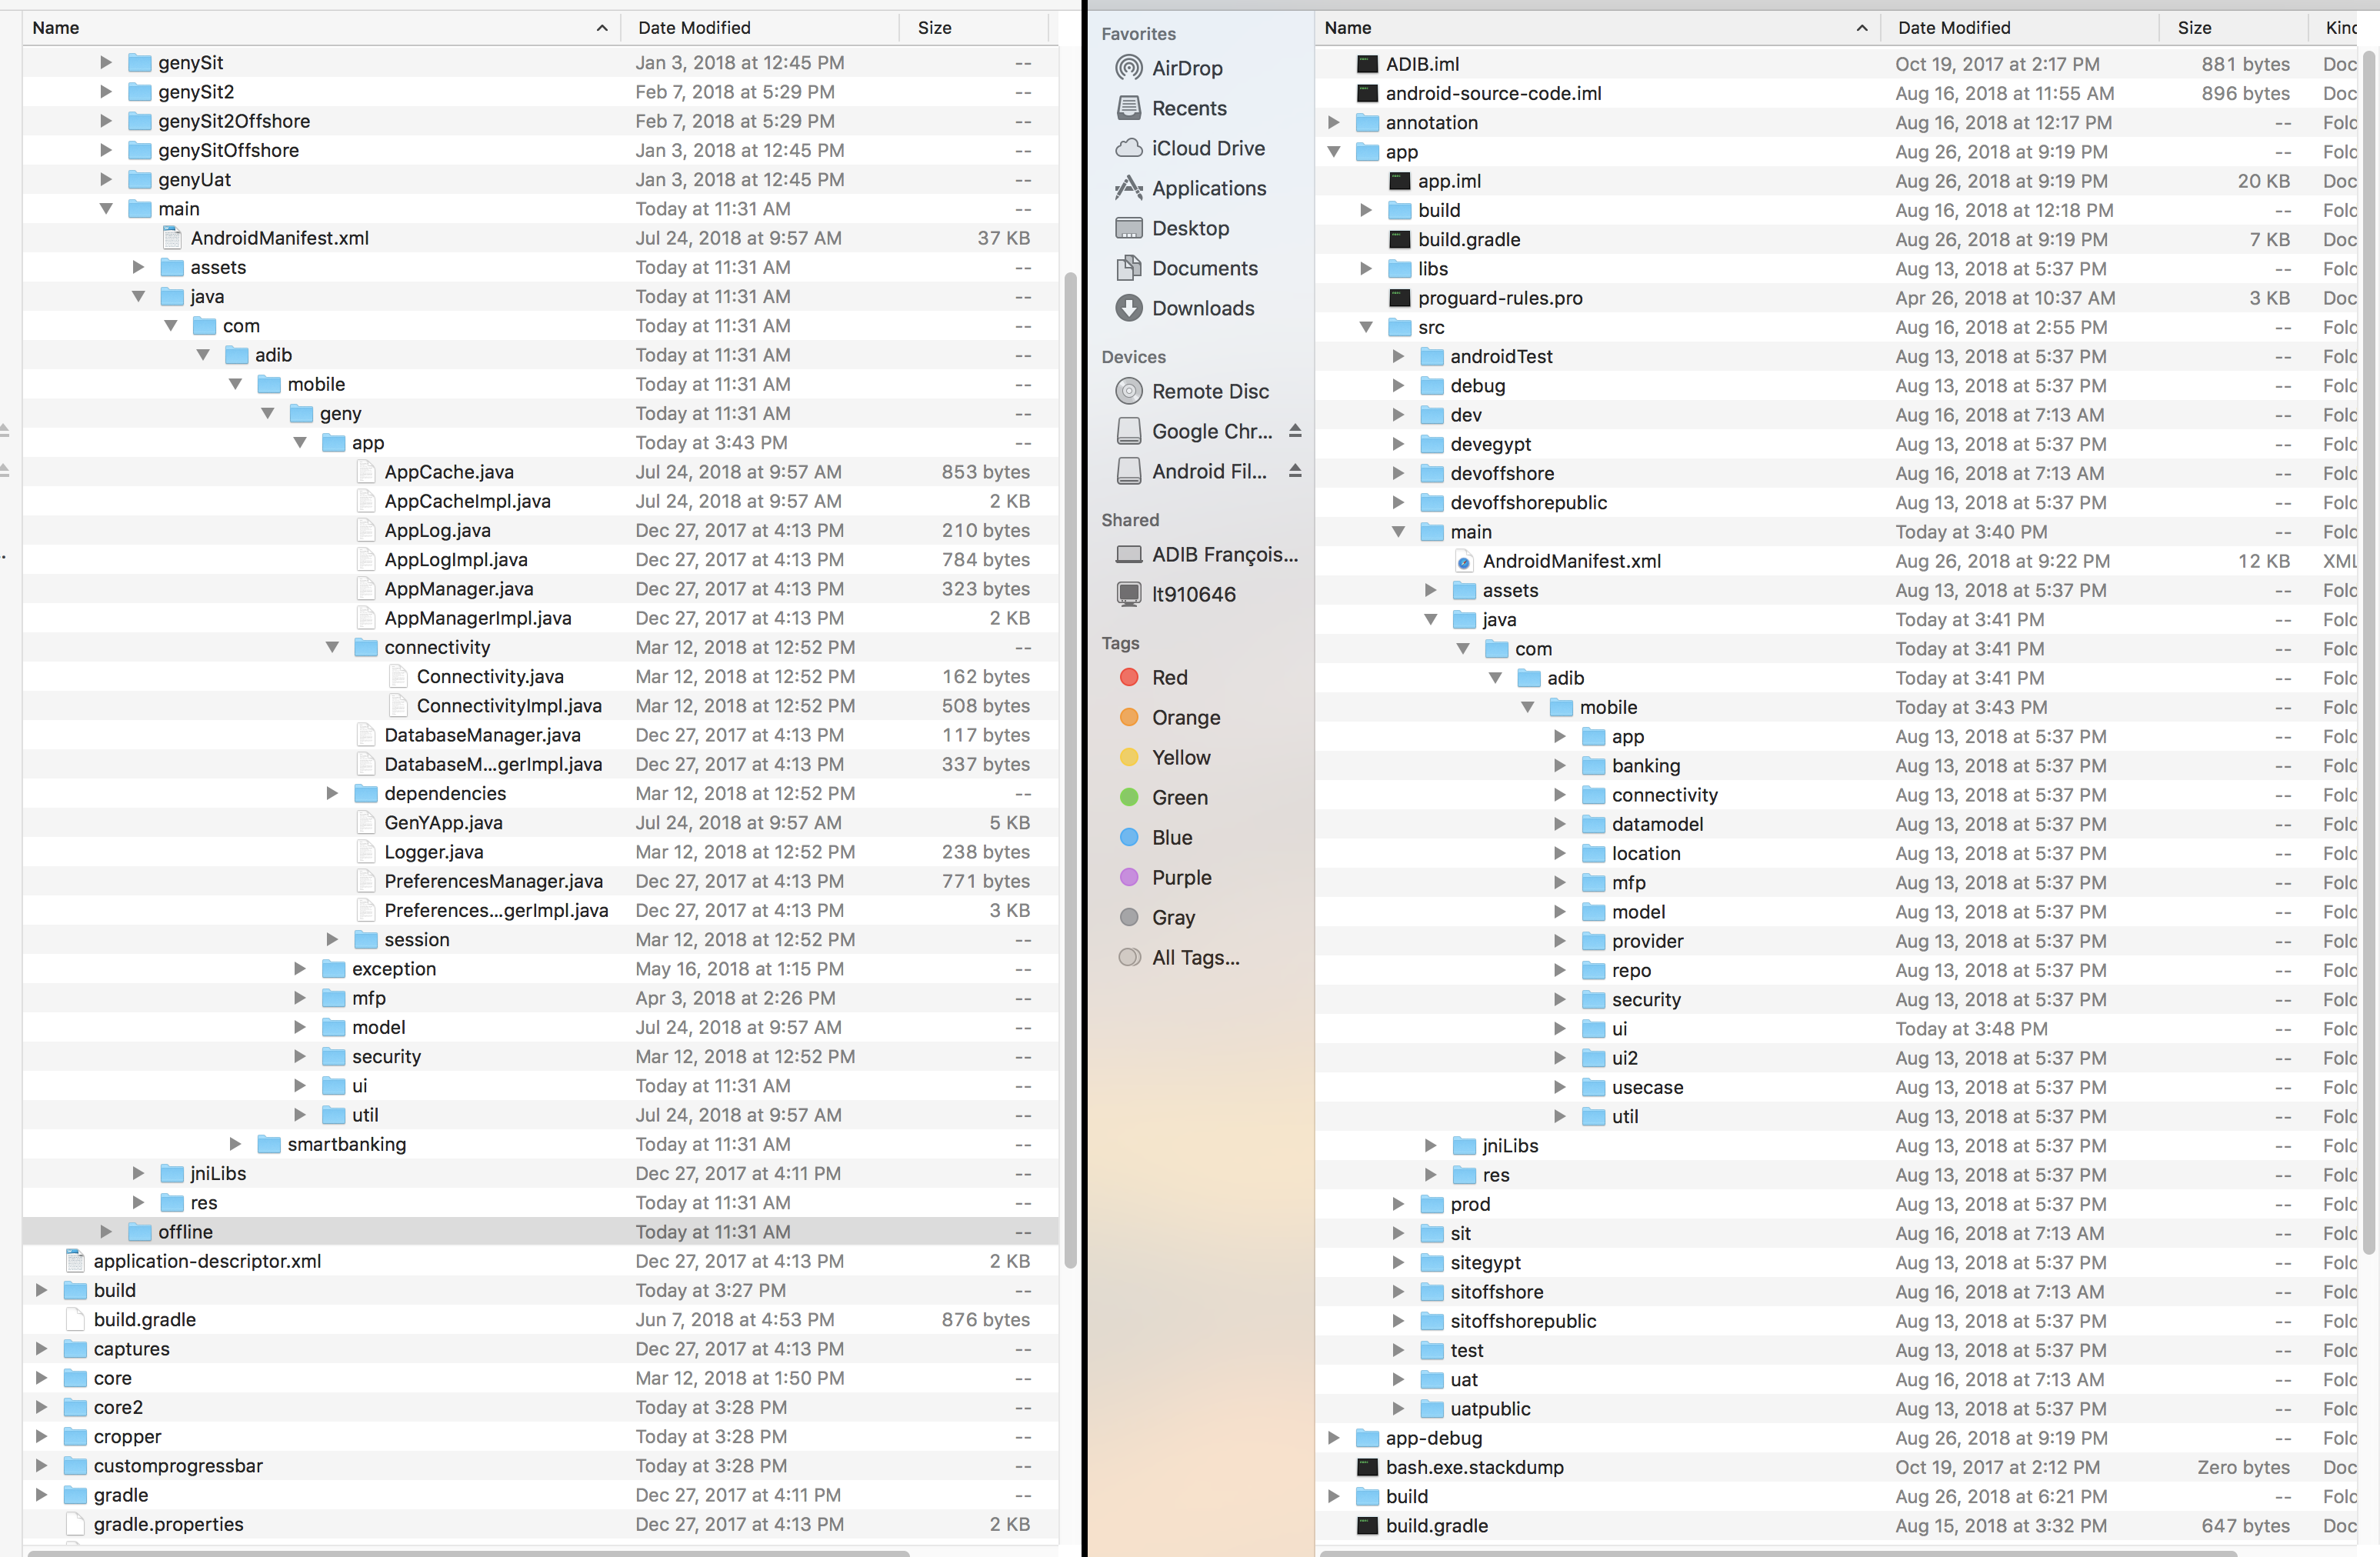 Name Date Modified Size
genySit Jan 3, 2018 at 12:45 PM --
genySit2 Feb 7, 2018 at 5:29 PM --
genySit2Offshore Feb 7, 2018 at 5:29 PM --
genySitOffshore Jan 3, 2018 at 12:45 PM --
genyUat Jan 3, 2018 at 12:45 PM --
main Today at 11:31 AM --
AndroidManifest.xml Jul 24, 2018 at 9:57 AM 37 KB
assets Today at 11:31 AM --
java Today at 11:31 AM --
com Today at 11:31 AM --
adib Today at 11:31 AM --
mobile Today at 11:31 AM --
geny Today at 11:31 AM --
app Today at 3:43 PM --
AppCache.java Jul 24, 2018 at 9:57 AM 853 bytes
AppCacheImpl.java Jul 24, 2018 at 9:57 AM 2 KB
AppLog.java Dec 27, 2017 at 4:13 PM 210 bytes
AppLogImpl.java Dec 27, 2017 at 4:13 PM 784 bytes
AppManager.java Dec 27, 2017 at 4:13 PM 323 bytes
AppManagerImpl.java Dec 27, 2017 at 4:13 PM 2 KB
connectivity Mar 12, 2018 at 12:52 PM --
Connectivity.java Mar 12, 2018 at 12:52 PM 162 bytes
ConnectivityImpl.java Mar 12, 2018 at 12:52 PM 508 bytes
DatabaseManager.java Dec 27, 2017 at 4:13 PM 117 bytes
DatabaseM...gerImpl.java Dec 27, 2017 at 4:13 PM 337 bytes
dependencies Mar 12, 2018 at 12:52 PM --
GenYApp.java Jul 24, 2018 at 9:57 AM 5 KB
Logger.java Mar 12, 2018 at 12:52 PM 238 bytes
PreferencesManager.java Dec 27, 2017 at 4:13 PM 771 bytes
Preferences...gerImpl.java Dec 27, 2017 at 4:13 PM 3 KB
session Mar 12, 2018 at 12:52 PM --
exception May 16, 2018 at 1:15 PM --
mfp Apr 3, 2018 at 2:26 PM --
model Jul 24, 2018 at 9:57 AM --
security Mar 12, 2018 at 12:52 PM --
ui Today at 11:31 AM --
util Jul 24, 2018 at 9:57 AM --
smartbanking Today at 11:31 AM --
jniLibs Dec 27, 2017 at 4:11 PM --
res Today at 11:31 AM --
offline Today at 11:31 AM --
application-descriptor.xml Dec 27, 2017 at 4:13 PM 2 KB
build Today at 3:27 PM --
build.gradle Jun 7, 2018 at 4:53 PM 876 bytes
captures Dec 27, 2017 at 4:13 PM --
core Mar 12, 2018 at 1:50 PM --
core2 Today at 3:28 PM --
cropper Today at 3:28 PM --
customprogressbar Today at 3:28 PM --
gradle Dec 27, 2017 at 4:11 PM --
gradle.properties Dec 27, 2017 at 4:13 PM 2 KB
Favorites
AirDrop
Recents
iCloud Drive
Applications
Desktop
Documents
Downloads
Devices
Remote Disc
Google Chr...
Android Fil...
Shared
ADIB François...
lt910646
Tags
Red
Orange
Yellow
Green
Blue
Purple
Gray
All Tags...
Name Date Modified Size Kind
ADIB.iml Oct 19, 2017 at 2:17 PM 881 bytes Doc
android-source-code.iml Aug 16, 2018 at 11:55 AM 896 bytes Doc
annotation Aug 16, 2018 at 12:17 PM -- Fold
app Aug 26, 2018 at 9:19 PM -- Fold
app.iml Aug 26, 2018 at 9:19 PM 20 KB Doc
build Aug 16, 2018 at 12:18 PM -- Fold
build.gradle Aug 26, 2018 at 9:19 PM 7 KB Doc
libs Aug 13, 2018 at 5:37 PM -- Fold
proguard-rules.pro Apr 26, 2018 at 10:37 AM 3 KB Doc
src Aug 16, 2018 at 2:55 PM -- Fold
androidTest Aug 13, 2018 at 5:37 PM -- Fold
debug Aug 13, 2018 at 5:37 PM -- Fold
dev Aug 16, 2018 at 7:13 AM -- Fold
devegypt Aug 13, 2018 at 5:37 PM -- Fold
devoffshore Aug 16, 2018 at 7:13 AM -- Fold
devoffshorepublic Aug 13, 2018 at 5:37 PM -- Fold
main Today at 3:40 PM -- Fold
AndroidManifest.xml Aug 26, 2018 at 9:22 PM 12 KB XML
assets Aug 13, 2018 at 5:37 PM -- Fold
java Today at 3:41 PM -- Fold
com Today at 3:41 PM -- Fold
adib Today at 3:41 PM -- Fold
mobile Today at 3:43 PM -- Fold
app Aug 13, 2018 at 5:37 PM -- Fold
banking Aug 13, 2018 at 5:37 PM -- Fold
connectivity Aug 13, 2018 at 5:37 PM -- Fold
datamodel Aug 13, 2018 at 5:37 PM -- Fold
location Aug 13, 2018 at 5:37 PM -- Fold
mfp Aug 13, 2018 at 5:37 PM -- Fold
model Aug 13, 2018 at 5:37 PM -- Fold
provider Aug 13, 2018 at 5:37 PM -- Fold
repo Aug 13, 2018 at 5:37 PM -- Fold
security Aug 13, 2018 at 5:37 PM -- Fold
ui Today at 3:48 PM -- Fold
ui2 Aug 13, 2018 at 5:37 PM -- Fold
usecase Aug 13, 2018 at 5:37 PM -- Fold
util Aug 13, 2018 at 5:37 PM -- Fold
jniLibs Aug 13, 2018 at 5:37 PM -- Fold
res Aug 13, 2018 at 5:37 PM -- Fold
prod Aug 13, 2018 at 5:37 PM -- Fold
sit Aug 16, 2018 at 7:13 AM -- Fold
sitegypt Aug 13, 2018 at 5:37 PM -- Fold
sitoffshore Aug 16, 2018 at 7:13 AM -- Fold
sitoffshorepublic Aug 13, 2018 at 5:37 PM -- Fold
test Aug 13, 2018 at 5:37 PM -- Fold
uat Aug 16, 2018 at 7:13 AM -- Fold
uatpublic Aug 13, 2018 at 5:37 PM -- Fold
app-debug Aug 26, 2018 at 9:19 PM -- Fold
bash.exe.stackdump Oct 19, 2017 at 2:12 PM Zero bytes Doc
build Aug 26, 2018 at 6:21 PM -- Fold
build.gradle Aug 15, 2018 at 3:32 PM 647 bytes Doc